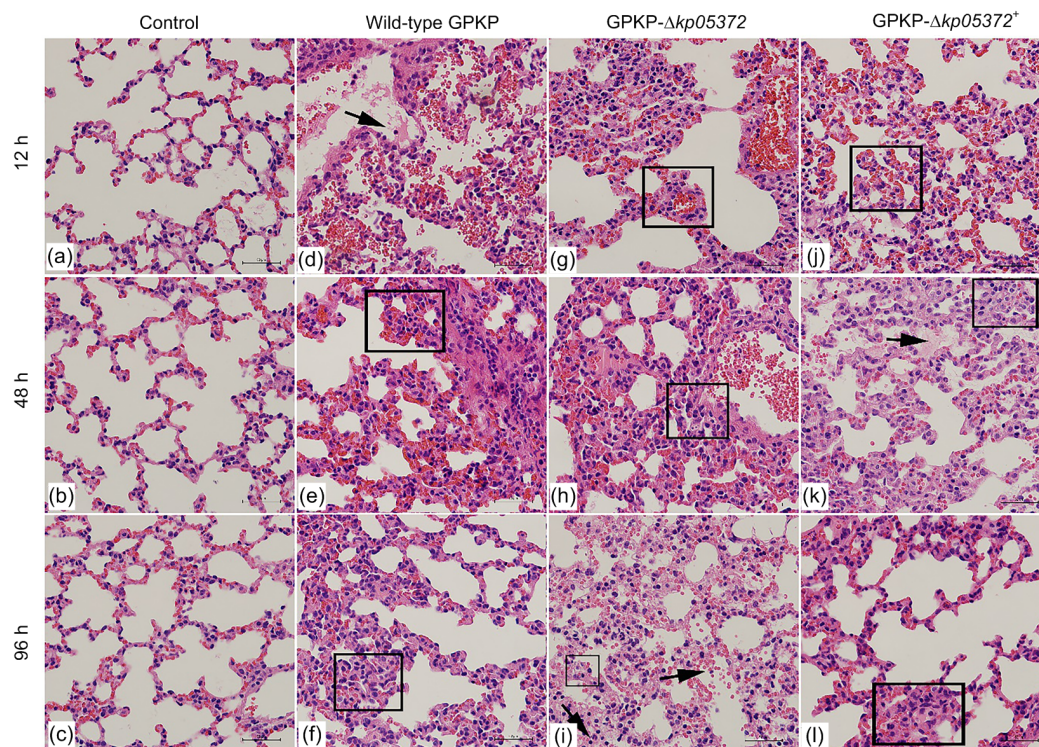 Control Wild-type GPKP GPKP-Δkp05372 GPKP-Δkp05372⁺
12 h
(a) (d) (g) (j)
48 h
(b) (e) (h) (k)
96 h
(c) (f) (i) (l)